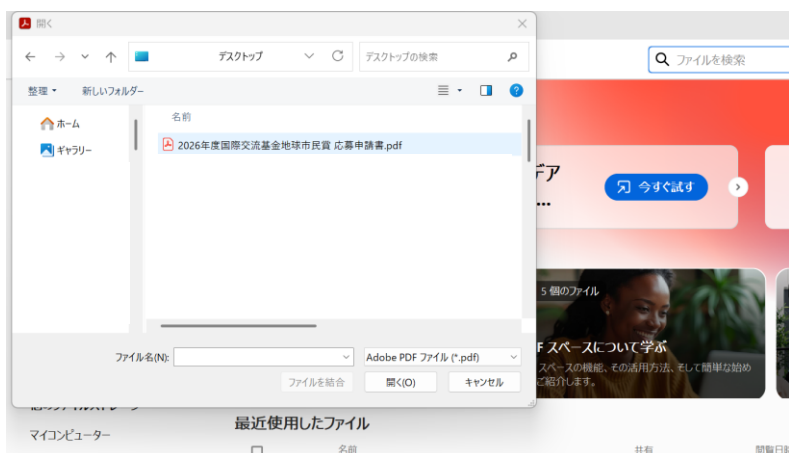 開く
デスクトップ
デスクトップの検索
ファイルを検索
整理
新しいフォルダー
ホーム
ギャラリー
名前
2026年度国際交流基金地球市民賞 応募申請書.pdf
デア
...
今すぐ試す
5 個のファイル
F スペースについて学ぶ
スペースの機能、その活用方法、そして簡単な始め
ご紹介します。
ファイル名(N):
Adobe PDF ファイル (*.pdf)
ファイルを結合
開く(O)
キャンセル
マイコンピューター
最近使用したファイル
名前
共有
閲覧日時